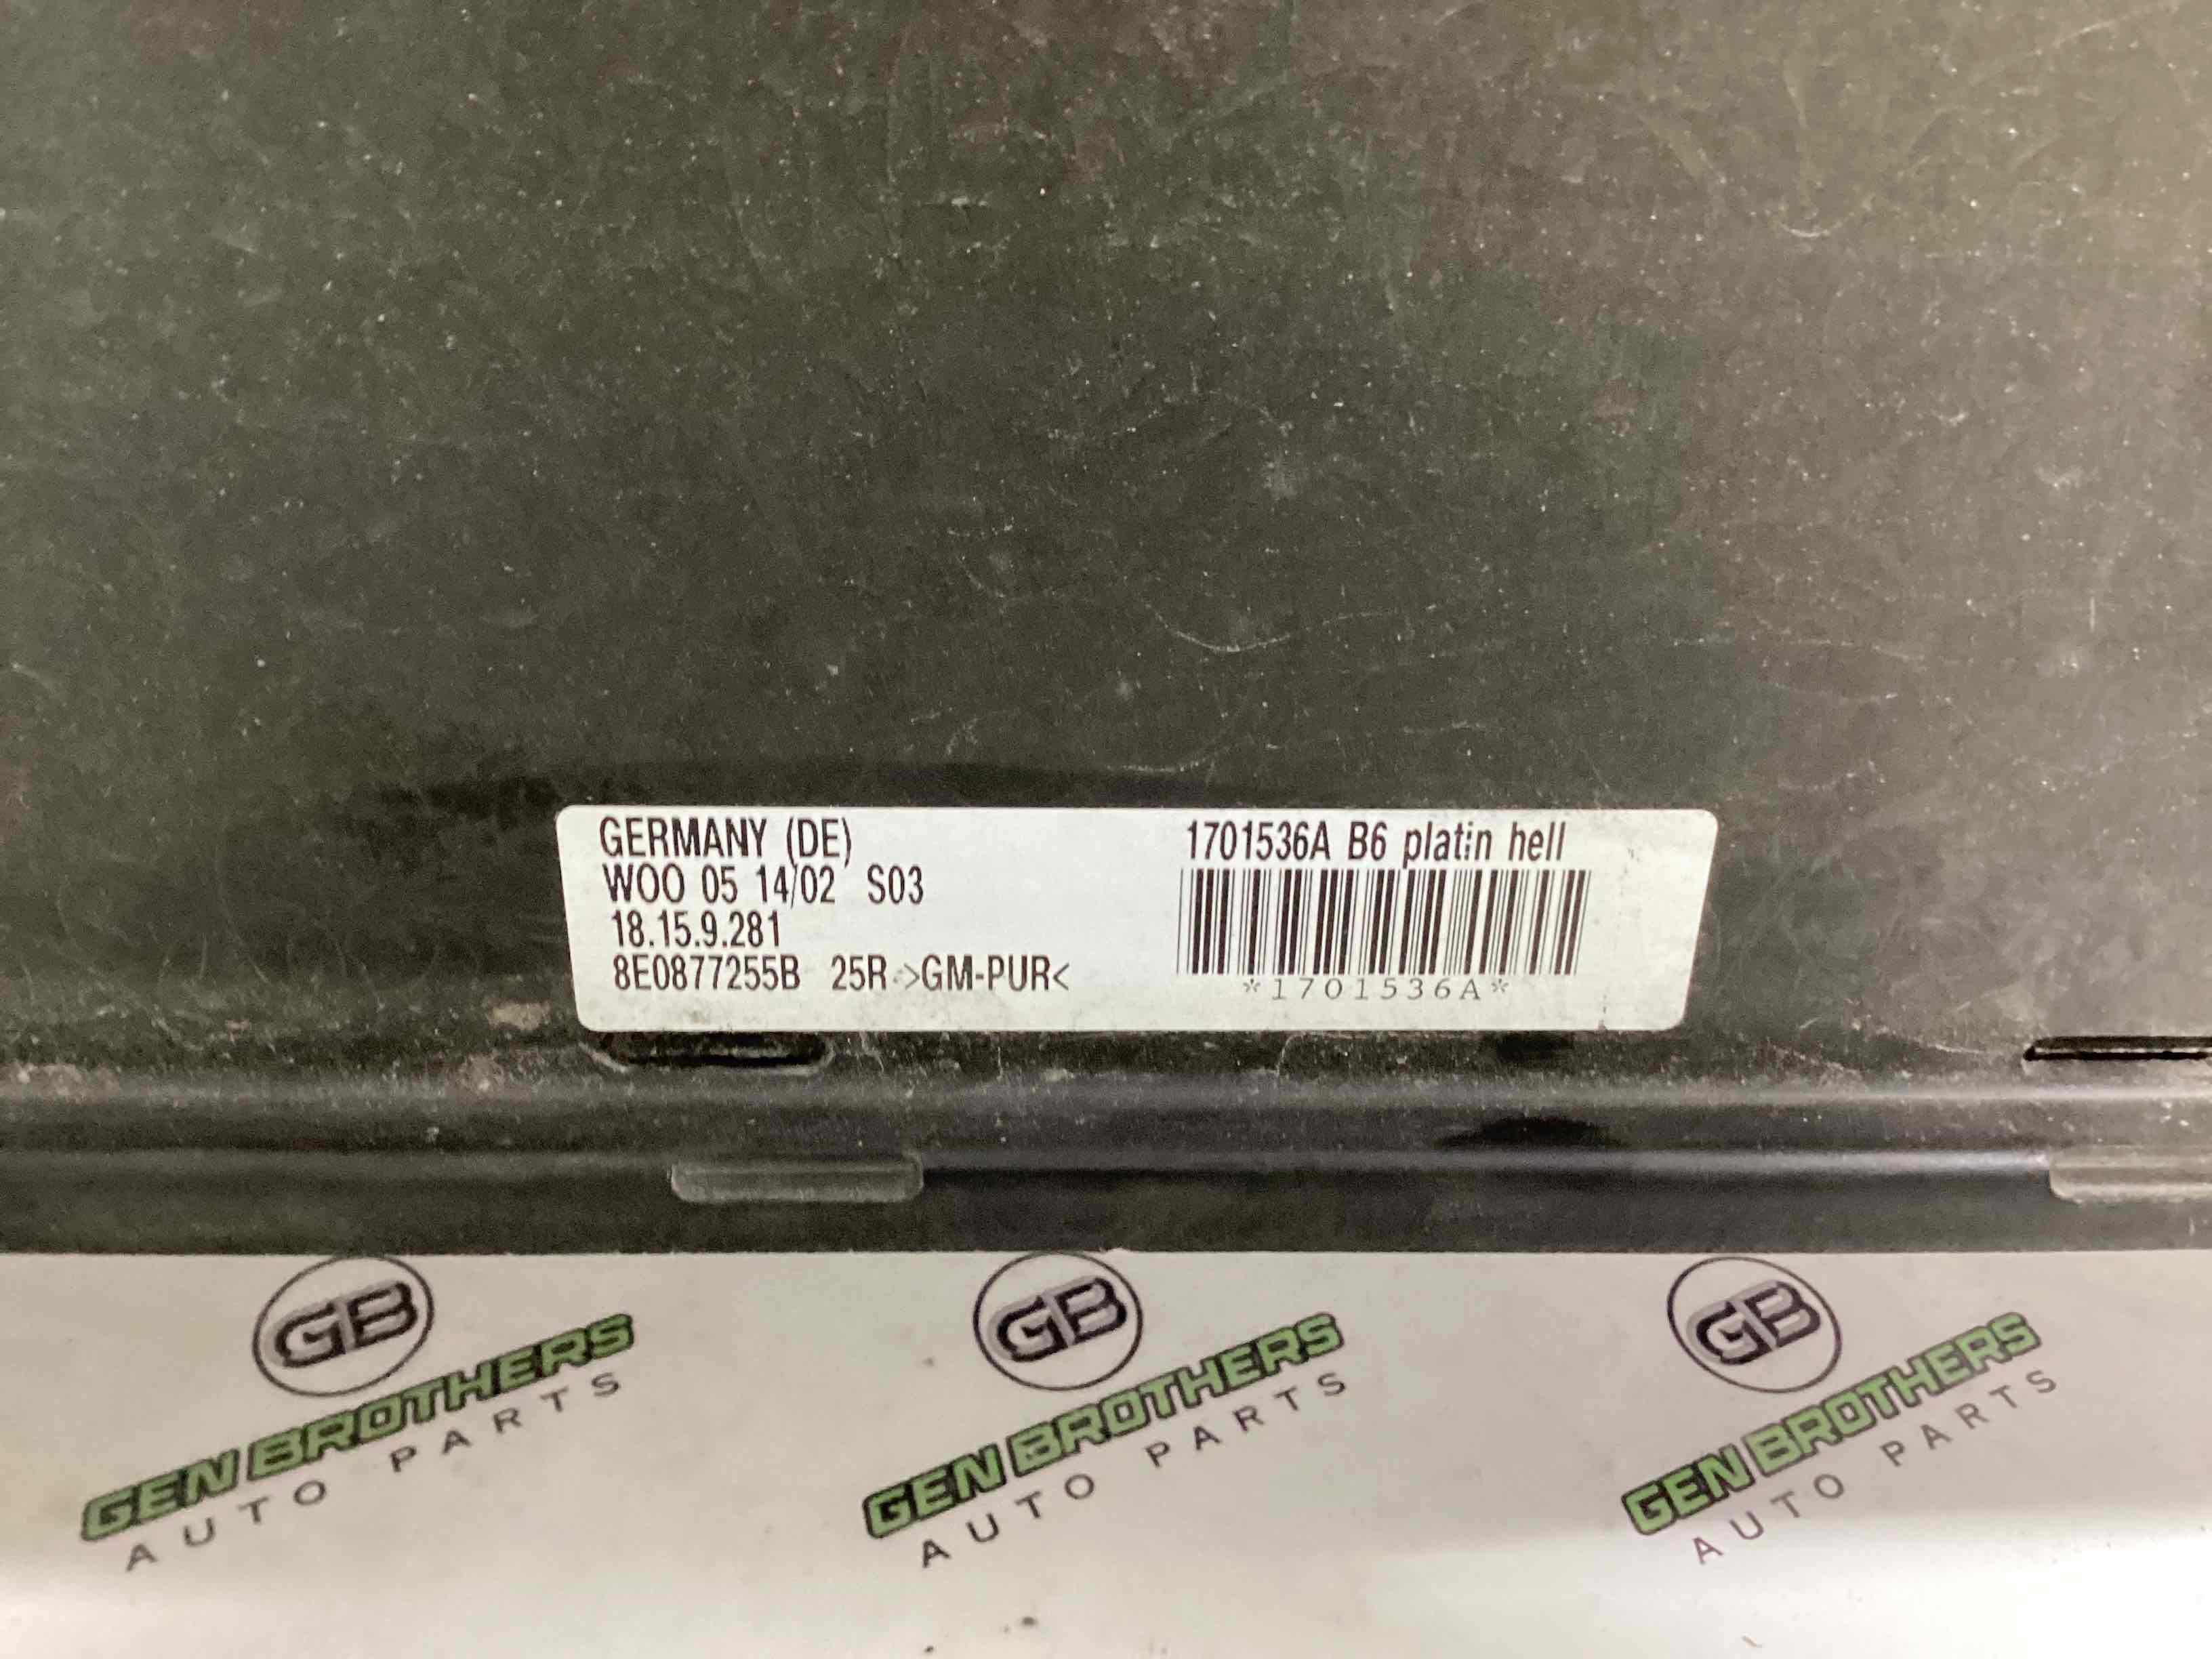 GERMANY (DE)
WOO 05 14/02 S03
18.15.9.281
8E0877255B 25R >GM-PUR<
1701536A B6 platin hell
*1701536A*
GB
GEN BROTHERS
AUTO PARTS
GB
GEN BROTHERS
AUTO PARTS
GB
GEN BROTHERS
AUTO PARTS